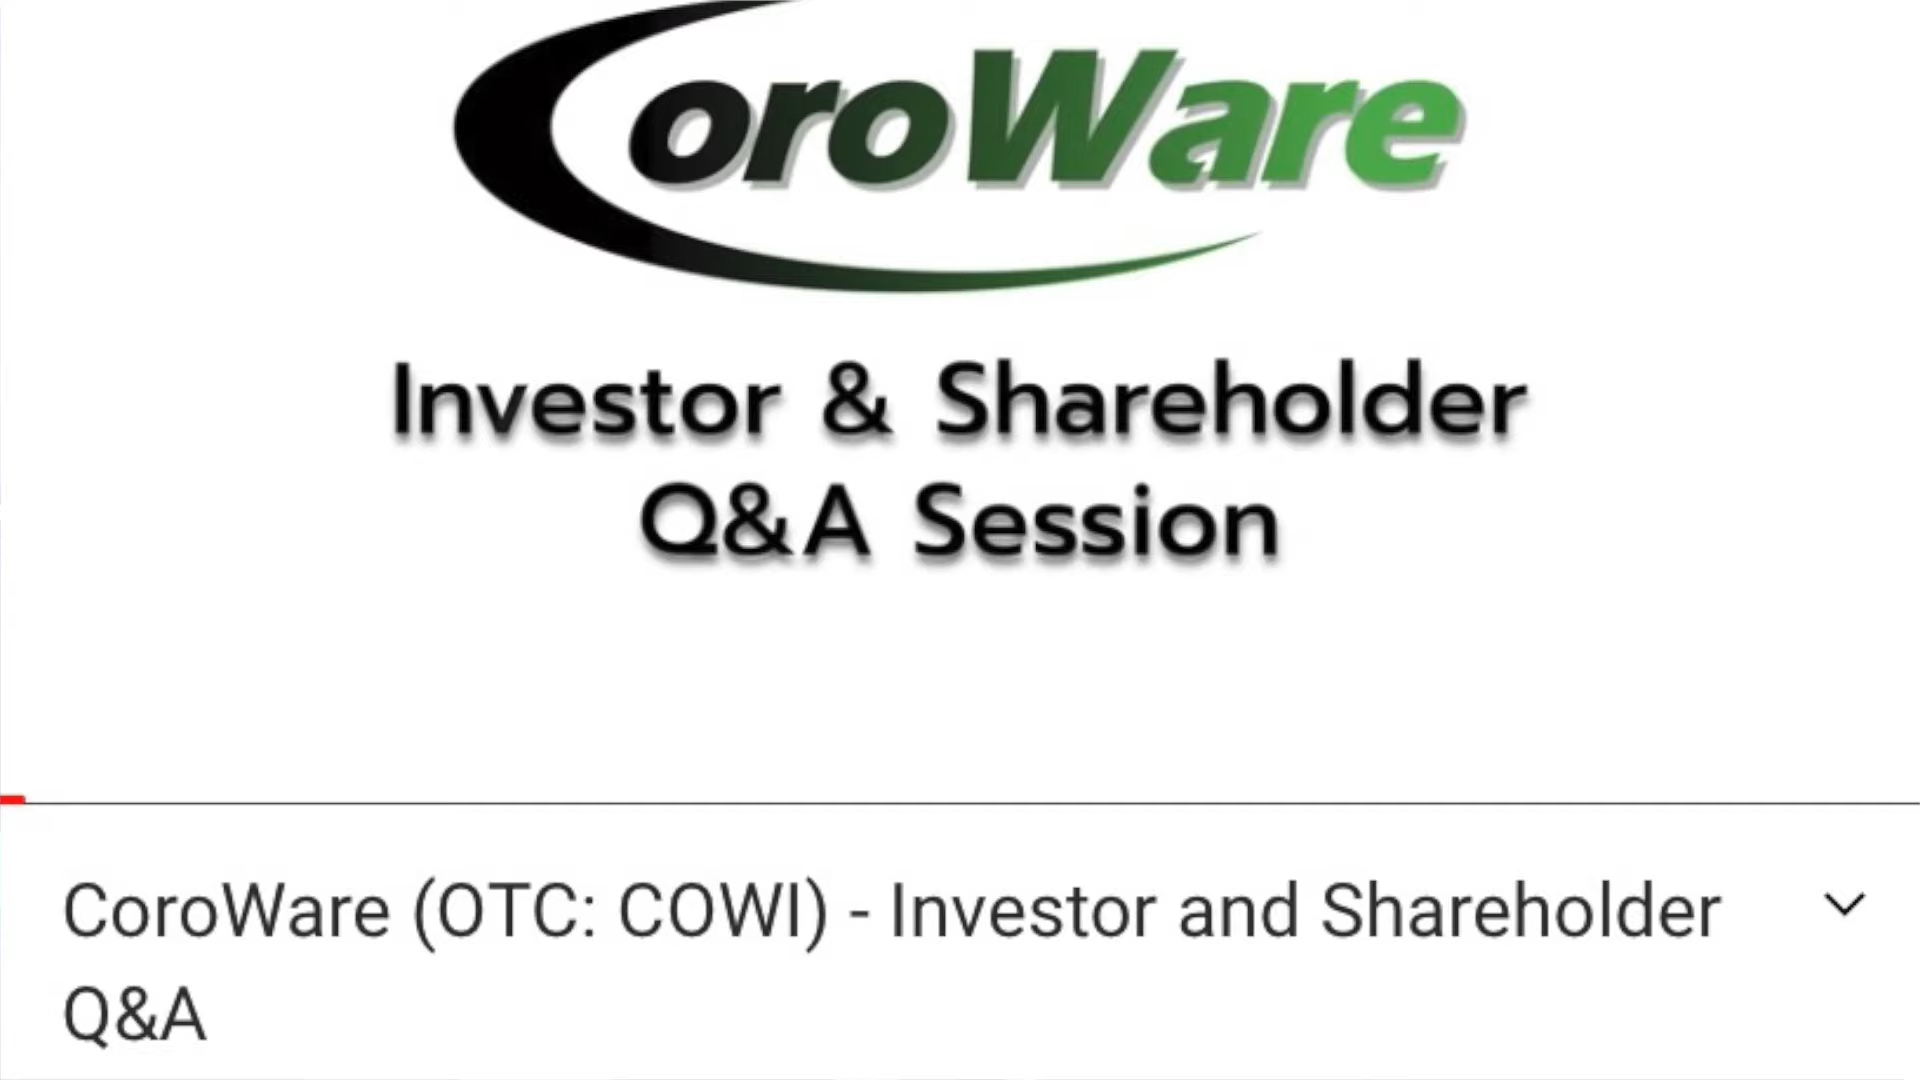 CoroWare
Investor & Shareholder
Q&A Session
CoroWare (OTC: COWI) - Investor and Shareholder
Q&A